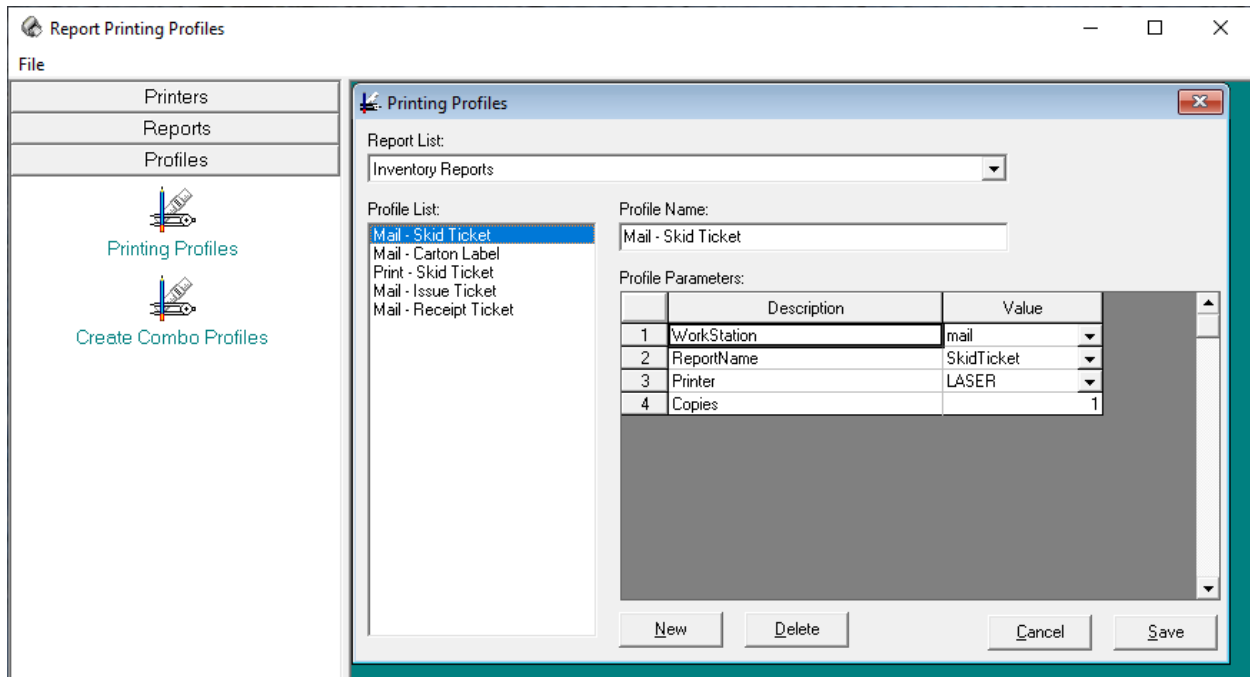 Report Printing Profiles
File
Printers
Reports
Profiles
Printing Profiles
Create Combo Profiles
Printing Profiles
Report List:
Inventory Reports
Profile List:
Mail - Skid Ticket
Mail - Carton Label
Print - Skid Ticket
Mail - Issue Ticket
Mail - Receipt Ticket
Profile Name:
Mail - Skid Ticket
Profile Parameters:
Description Value
1 WorkStation mail
2 ReportName SkidTicket
3 Printer LASER
4 Copies 1
New Delete Cancel Save